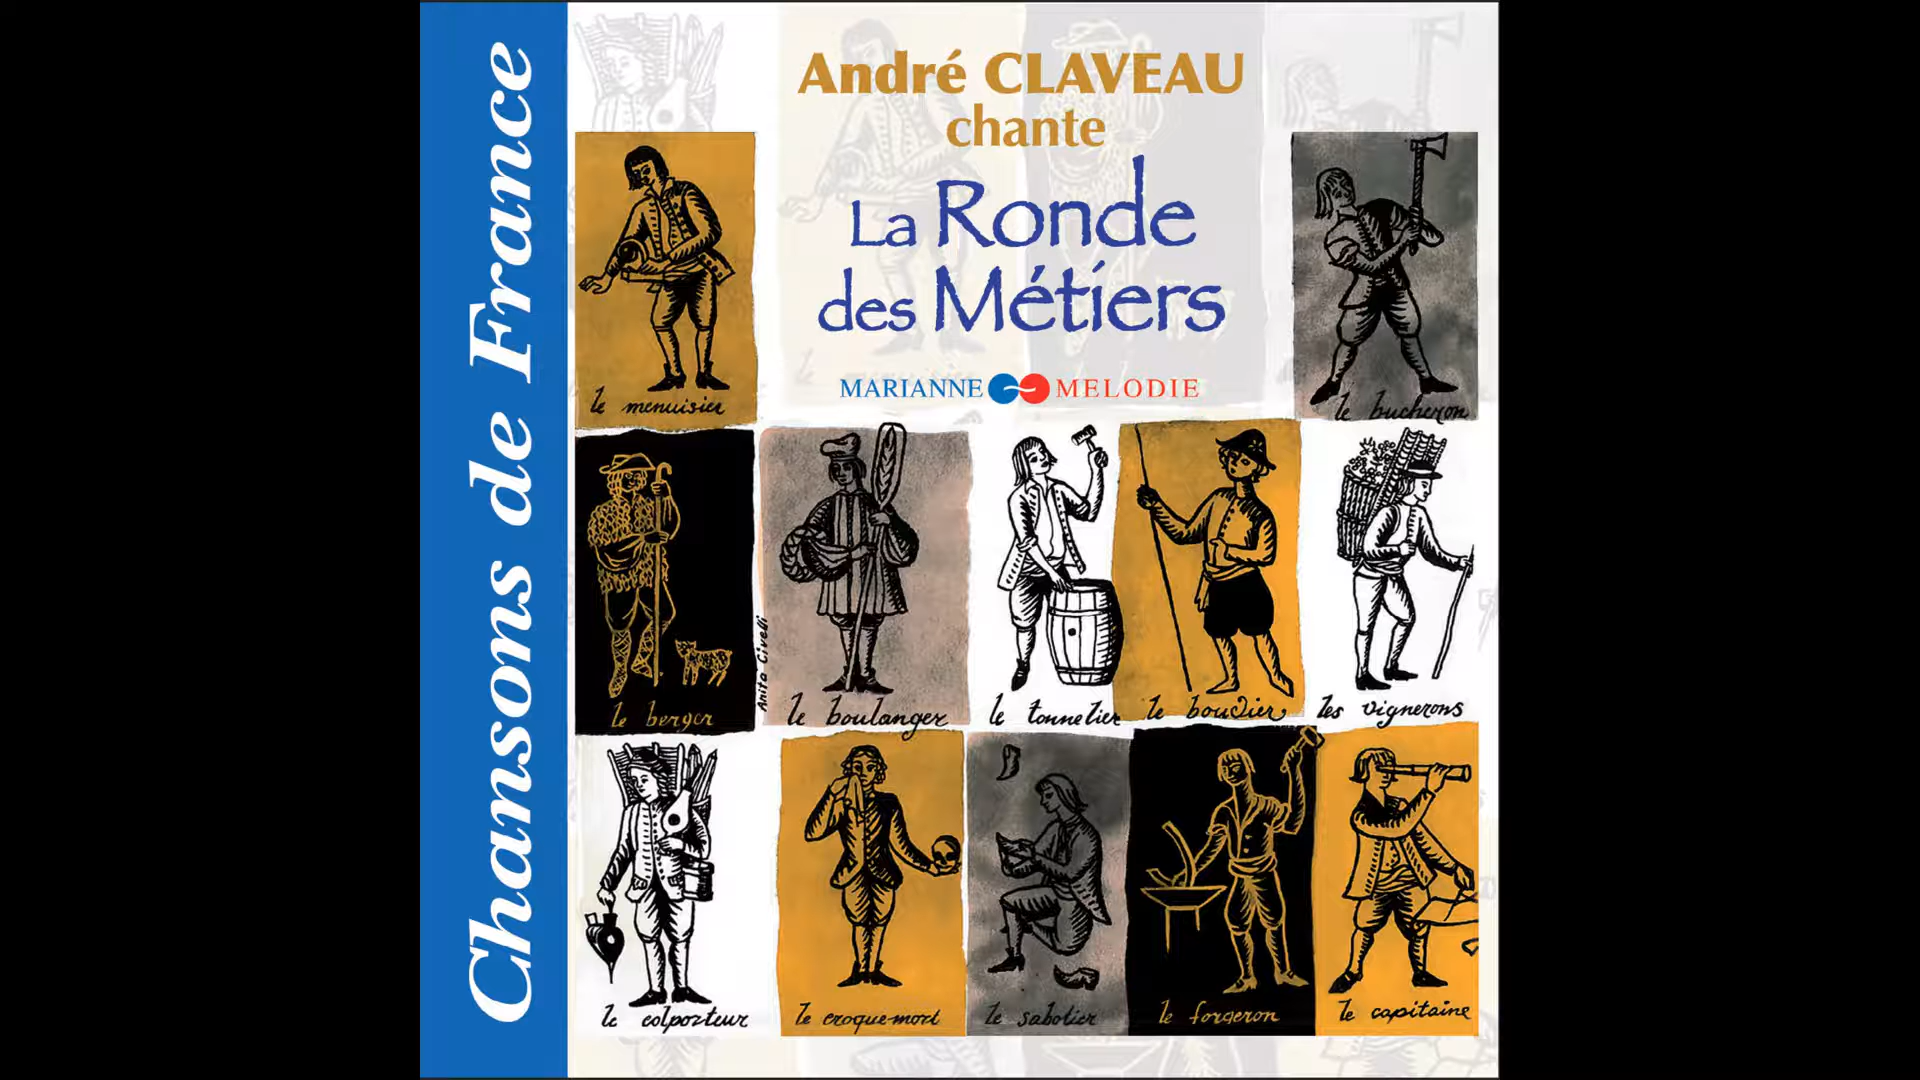 Chansons de France
André CLAVEAU
chante
La Ronde
des Métiers
MARIANNE MELODIE
le menuisier
le bucheron
le berger
le boulanger
le tonnelier
le bouvier
les vignerons
Anita Civelli
le colporteur
le croque-mort
le sabotier
le forgeron
le capitaine